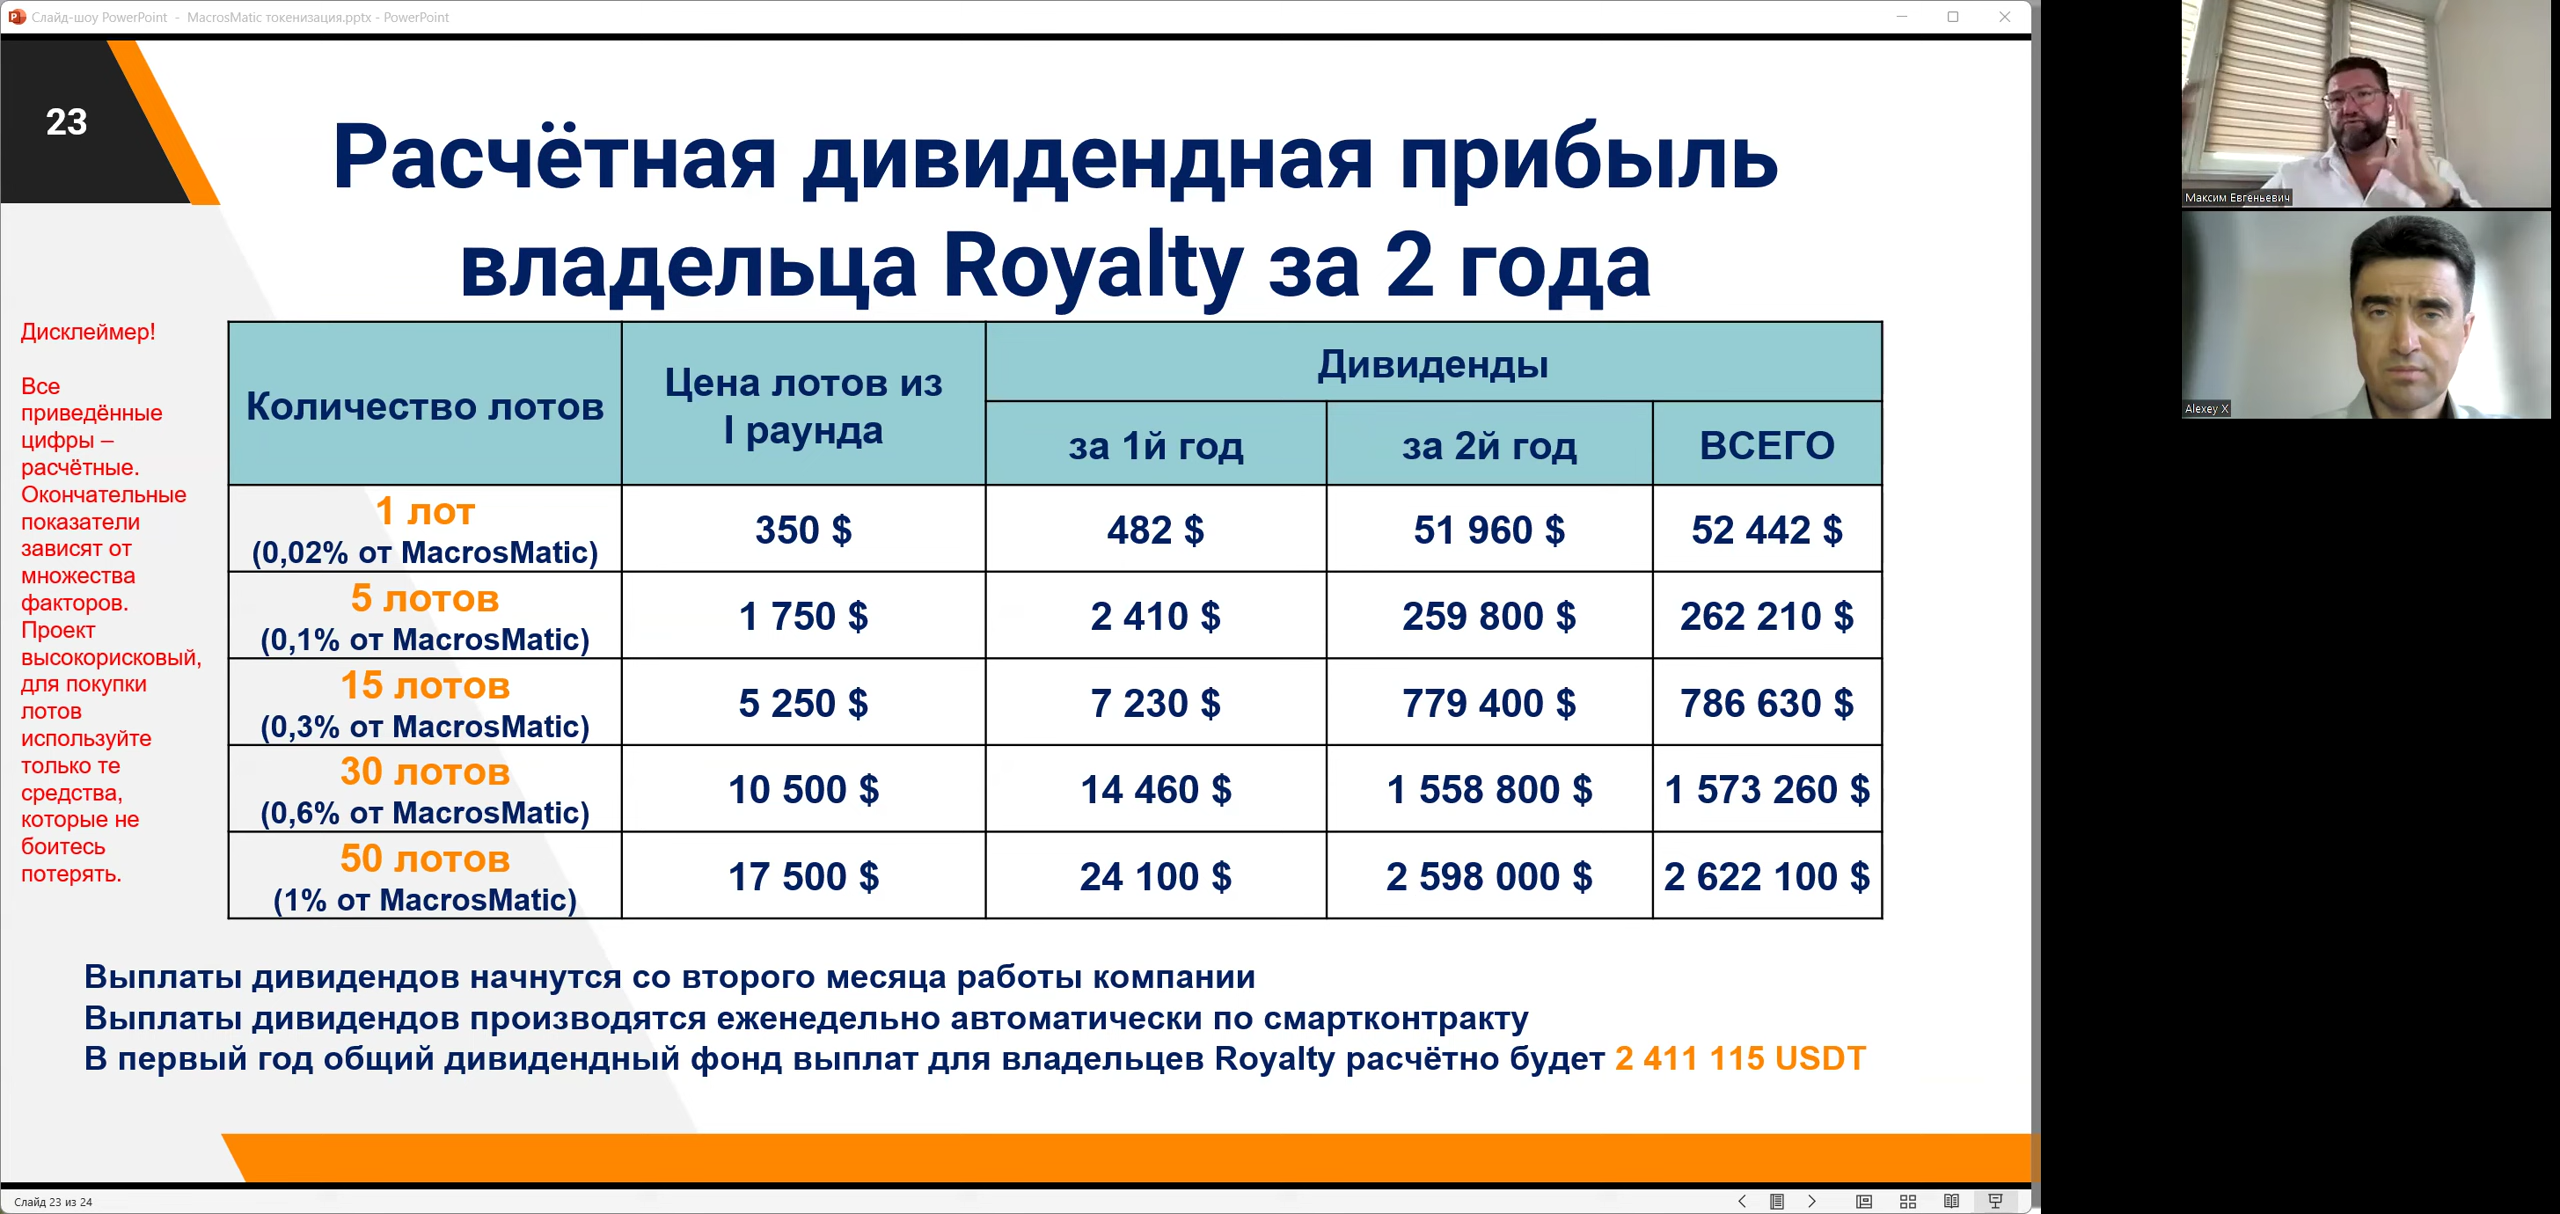 Слайд-шоу PowerPoint - MacrosMatic токенизация.pptx - PowerPoint
23
Расчётная дивидендная прибыль
владельца Royalty за 2 года
Дисклеймер!
Все
приведённые
цифры –
расчётные.
Окончательные
показатели
зависят от
множества
факторов.
Проект
высокорисковый,
для покупки
лотов
используйте
только те
средства,
которые не
боитесь
потерять.
Количество лотов
Цена лотов из
I раунда
Дивиденды
за 1й год
за 2й год
ВСЕГО
1 лот
(0,02% от MacrosMatic)
350 $
482 $
51 960 $
52 442 $
5 лотов
(0,1% от MacrosMatic)
1 750 $
2 410 $
259 800 $
262 210 $
15 лотов
(0,3% от MacrosMatic)
5 250 $
7 230 $
779 400 $
786 630 $
30 лотов
(0,6% от MacrosMatic)
10 500 $
14 460 $
1 558 800 $
1 573 260 $
50 лотов
(1% от MacrosMatic)
17 500 $
24 100 $
2 598 000 $
2 622 100 $
Выплаты дивидендов начнутся со второго месяца работы компании
Выплаты дивидендов производятся еженедельно автоматически по смартконтракту
В первый год общий дивидендный фонд выплат для владельцев Royalty расчётно будет 2 411 115 USDT
Слайд 23 из 24
Максим Евгеньевич
Alexey X